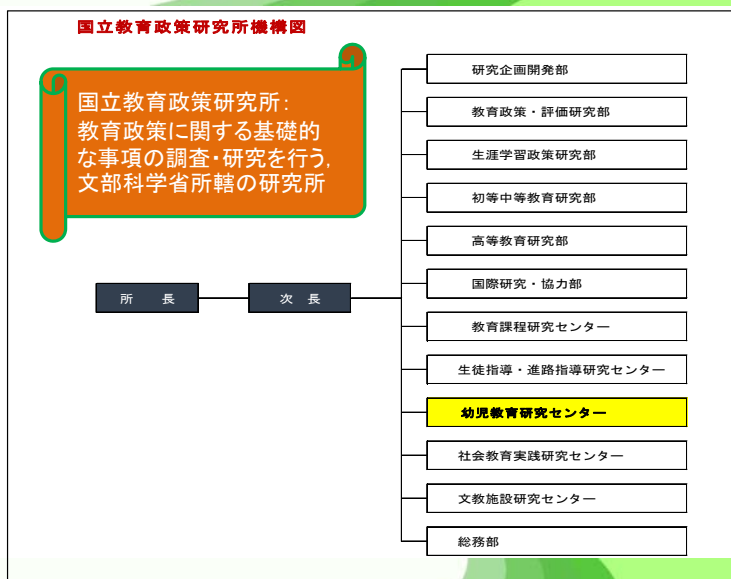 国立教育政策研究所機構図
国立教育政策研究所:
教育政策に関する基礎的
な事項の調査・研究を行う,
文部科学省所轄の研究所
所　長
次　長
研究企画開発部
教育政策・評価研究部
生涯学習政策研究部
初等中等教育研究部
高等教育研究部
国際研究・協力部
教育課程研究センター
生徒指導・進路指導研究センター
幼児教育研究センター
社会教育実践研究センター
文教施設研究センター
総務部